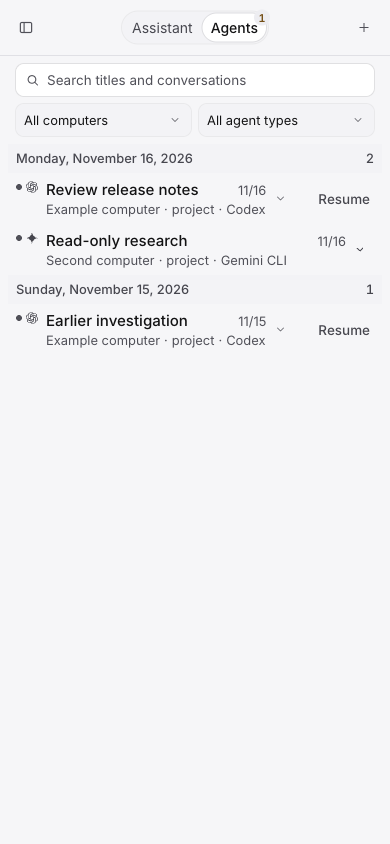 Assistant
Agents 1
Search titles and conversations
All computers
All agent types
Monday, November 16, 2026 2
Review release notes 11/16
Example computer · project · Codex
Resume
Read-only research 11/16
Second computer · project · Gemini CLI
Sunday, November 15, 2026 1
Earlier investigation 11/15
Example computer · project · Codex
Resume